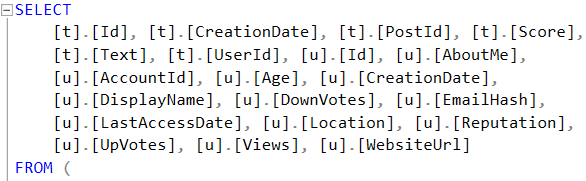 SELECT
[t].[Id], [t].[CreationDate], [t].[PostId], [t].[Score],
[t].[Text], [t].[UserId], [u].[Id], [u].[AboutMe],
[u].[AccountId], [u].[Age], [u].[CreationDate],
[u].[DisplayName], [u].[DownVotes], [u].[EmailHash],
[u].[LastAccessDate], [u].[Location], [u].[Reputation],
[u].[UpVotes], [u].[Views], [u].[WebsiteUrl]
FROM (